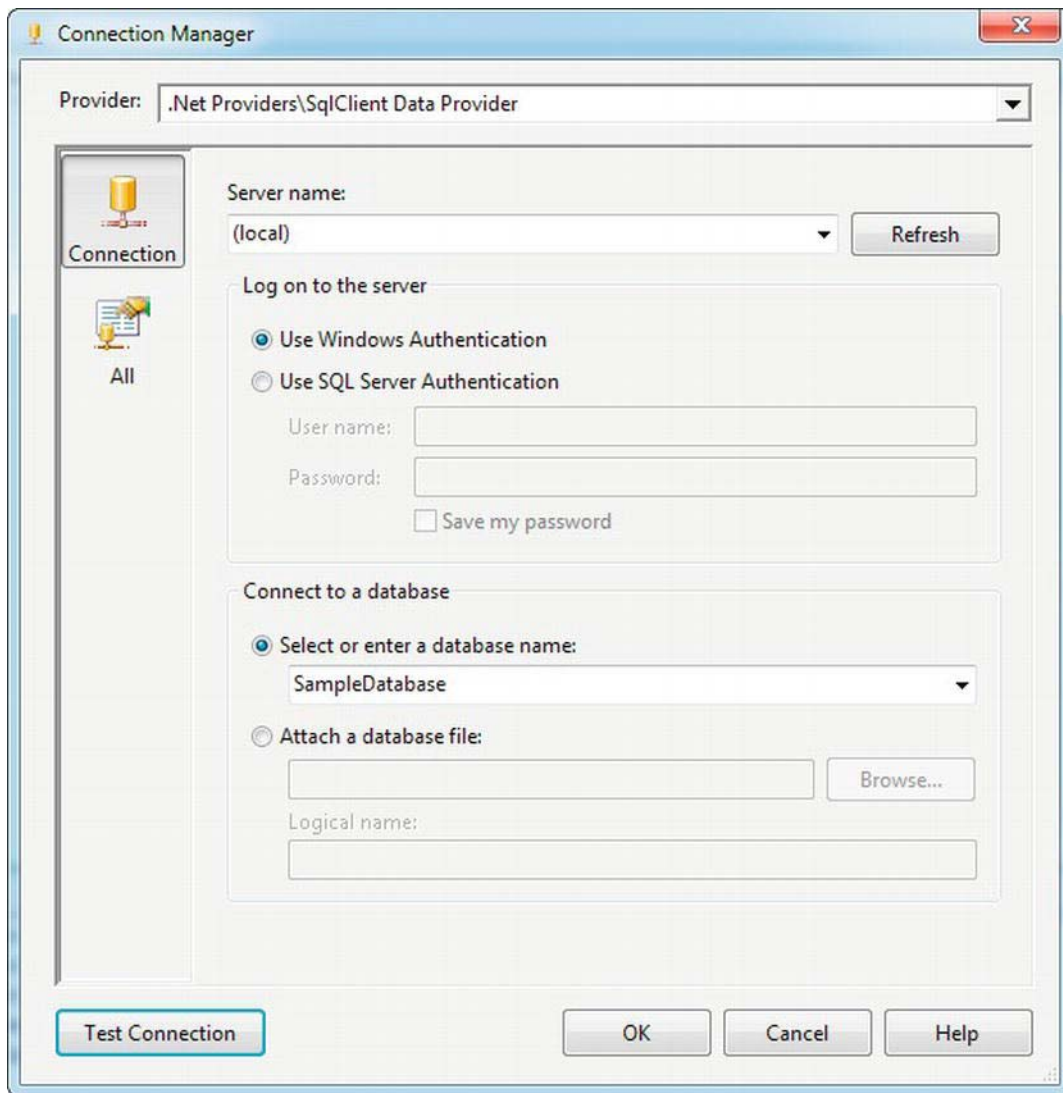 Connection Manager
Provider: .Net Providers\SqlClient Data Provider
Connection
All
Server name:
(local)
Refresh
Log on to the server
Use Windows Authentication
Use SQL Server Authentication
User name:
Password:
Save my password
Connect to a database
Select or enter a database name:
SampleDatabase
Attach a database file:
Browse...
Logical name:
Test Connection
OK
Cancel
Help